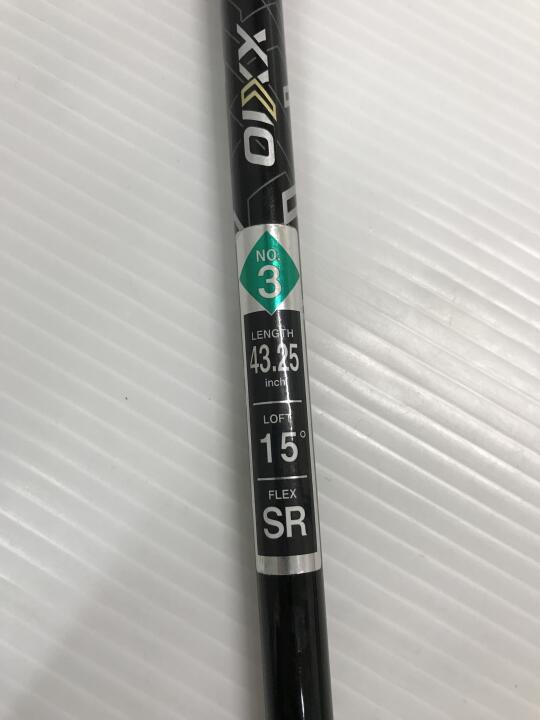 XXIO
NO.
3
LENGTH
43.25
inch
LOFT
15°
FLEX
SR